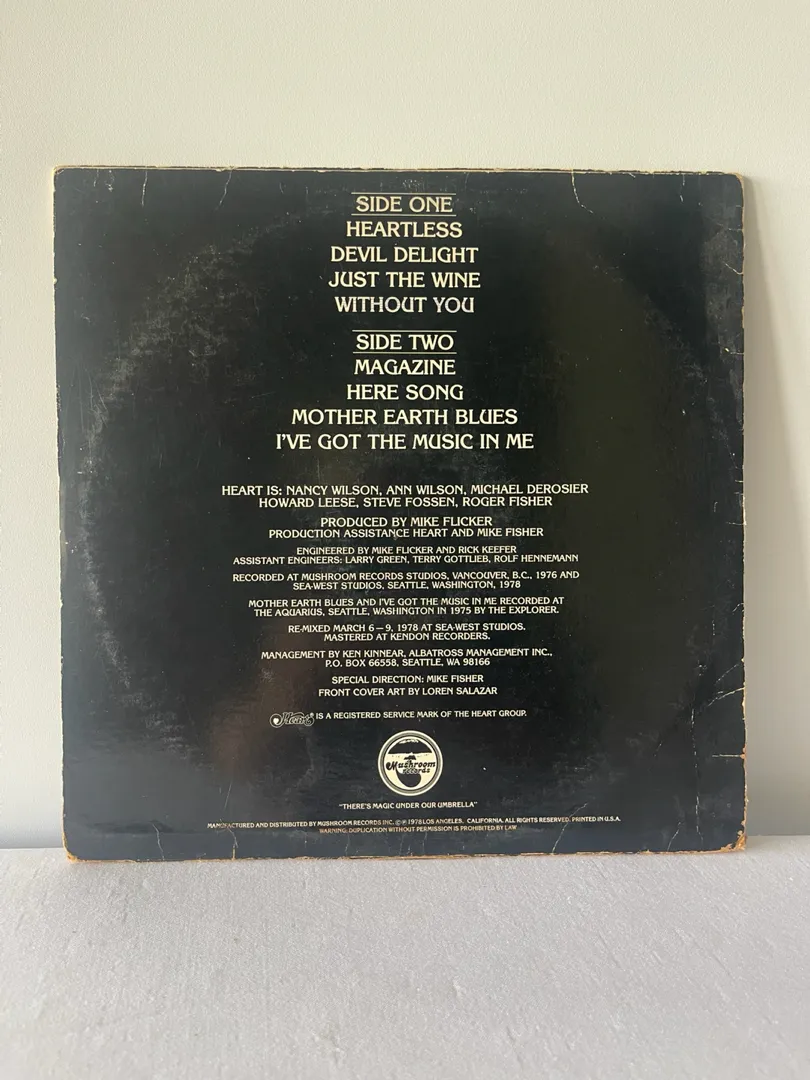 SIDE ONE
HEARTLESS
DEVIL DELIGHT
JUST THE WINE
WITHOUT YOU
SIDE TWO
MAGAZINE
HERE SONG
MOTHER EARTH BLUES
I'VE GOT THE MUSIC IN ME
HEART IS: NANCY WILSON, ANN WILSON, MICHAEL DEROSIER
HOWARD LEESE, STEVE FOSSEN, ROGER FISHER
PRODUCED BY MIKE FLICKER
PRODUCTION ASSISTANCE HEART AND MIKE FISHER
ENGINEERED BY MIKE FLICKER AND RICK KEEFER
ASSISTANT ENGINEERS: LARRY GREEN, TERRY GOTTLIEB, ROLF HENNEMANN
RECORDED AT MUSHROOM RECORDS STUDIOS, VANCOUVER, B.C., 1976 AND
SEA-WEST STUDIOS, SEATTLE, WASHINGTON, 1978
MOTHER EARTH BLUES AND I'VE GOT THE MUSIC IN ME RECORDED AT
THE AQUARIUS, SEATTLE, WASHINGTON IN 1975 BY THE EXPLORER.
RE-MIXED MARCH 6-9, 1978 AT SEA-WEST STUDIOS.
MASTERED AT KENDON RECORDERS.
MANAGEMENT BY KEN KINNEAR, ALBATROSS MANAGEMENT INC.,
P.O. BOX 66558, SEATTLE, WA 98166
SPECIAL DIRECTION: MIKE FISHER
FRONT COVER ART BY LOREN SALAZAR
Heart® IS A REGISTERED SERVICE MARK OF THE HEART GROUP.
Mushroom
records
"THERE'S MAGIC UNDER OUR UMBRELLA"
MANUFACTURED AND DISTRIBUTED BY MUSHROOM RECORDS INC. ©℗ 1978 LOS ANGELES, CALIFORNIA. ALL RIGHTS RESERVED. PRINTED IN U.S.A.
WARNING: DUPLICATION WITHOUT PERMISSION IS PROHIBITED BY LAW